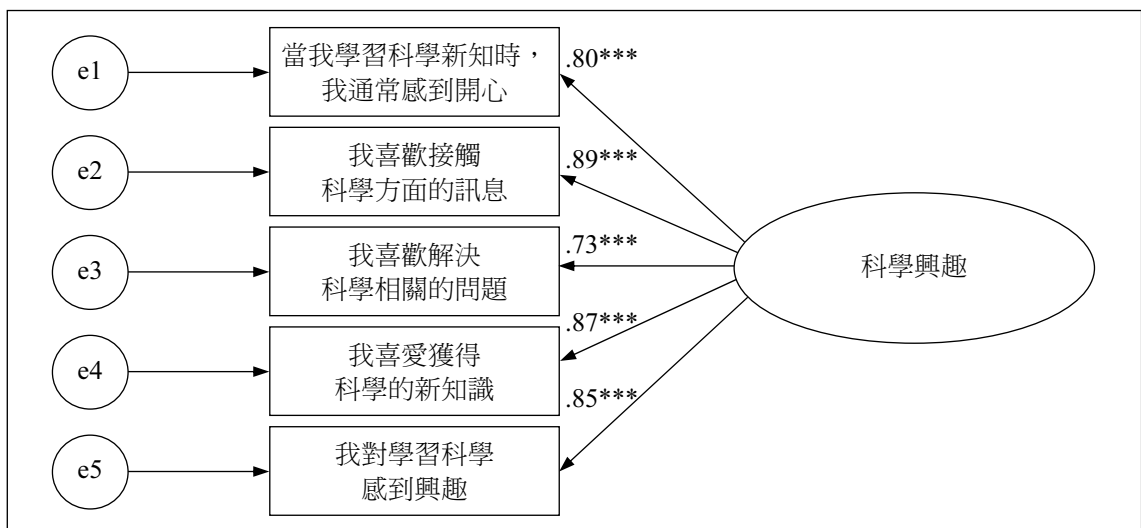 e1
當我學習科學新知時，
我通常感到開心
.80***
e2
我喜歡接觸
科學方面的訊息
.89***
e3
我喜歡解決
科學相關的問題
.73***
科學興趣
e4
我喜愛獲得
科學的新知識
.87***
e5
我對學習科學
感到興趣
.85***